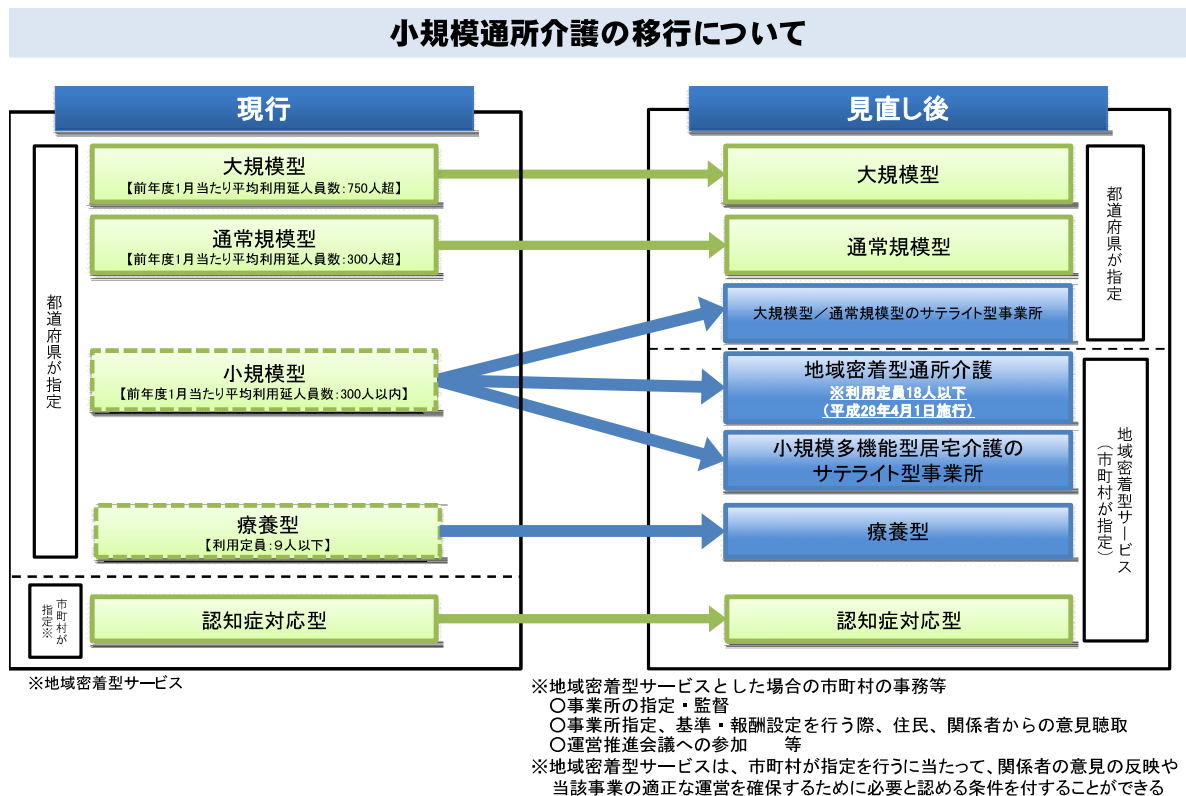 小規模通所介護の移行について
現行
都道府県が指定
大規模型
【前年度1月当たり平均利用延人員数：750人超】
通常規模型
【前年度1月当たり平均利用延人員数：300人超】
小規模型
【前年度1月当たり平均利用延人員数：300人以内】
療養型
【利用定員：9人以下】
市町村が
指定※
認知症対応型
※地域密着型サービス
見直し後
大規模型
通常規模型
大規模型／通常規模型のサテライト型事業所
都道府県が指定
地域密着型通所介護
※利用定員18人以下
（平成28年4月1日施行）
小規模多機能型居宅介護の
サテライト型事業所
療養型
認知症対応型
地域密着型サービス
（市町村が指定）
※地域密着型サービスとした場合の市町村の事務等
○事業所の指定・監督
○事業所指定、基準・報酬設定を行う際、住民、関係者からの意見聴取
○運営推進会議への参加　　等
※地域密着型サービスは、市町村が指定を行うに当たって、関係者の意見の反映や
当該事業の適正な運営を確保するために必要と認める条件を付することができる